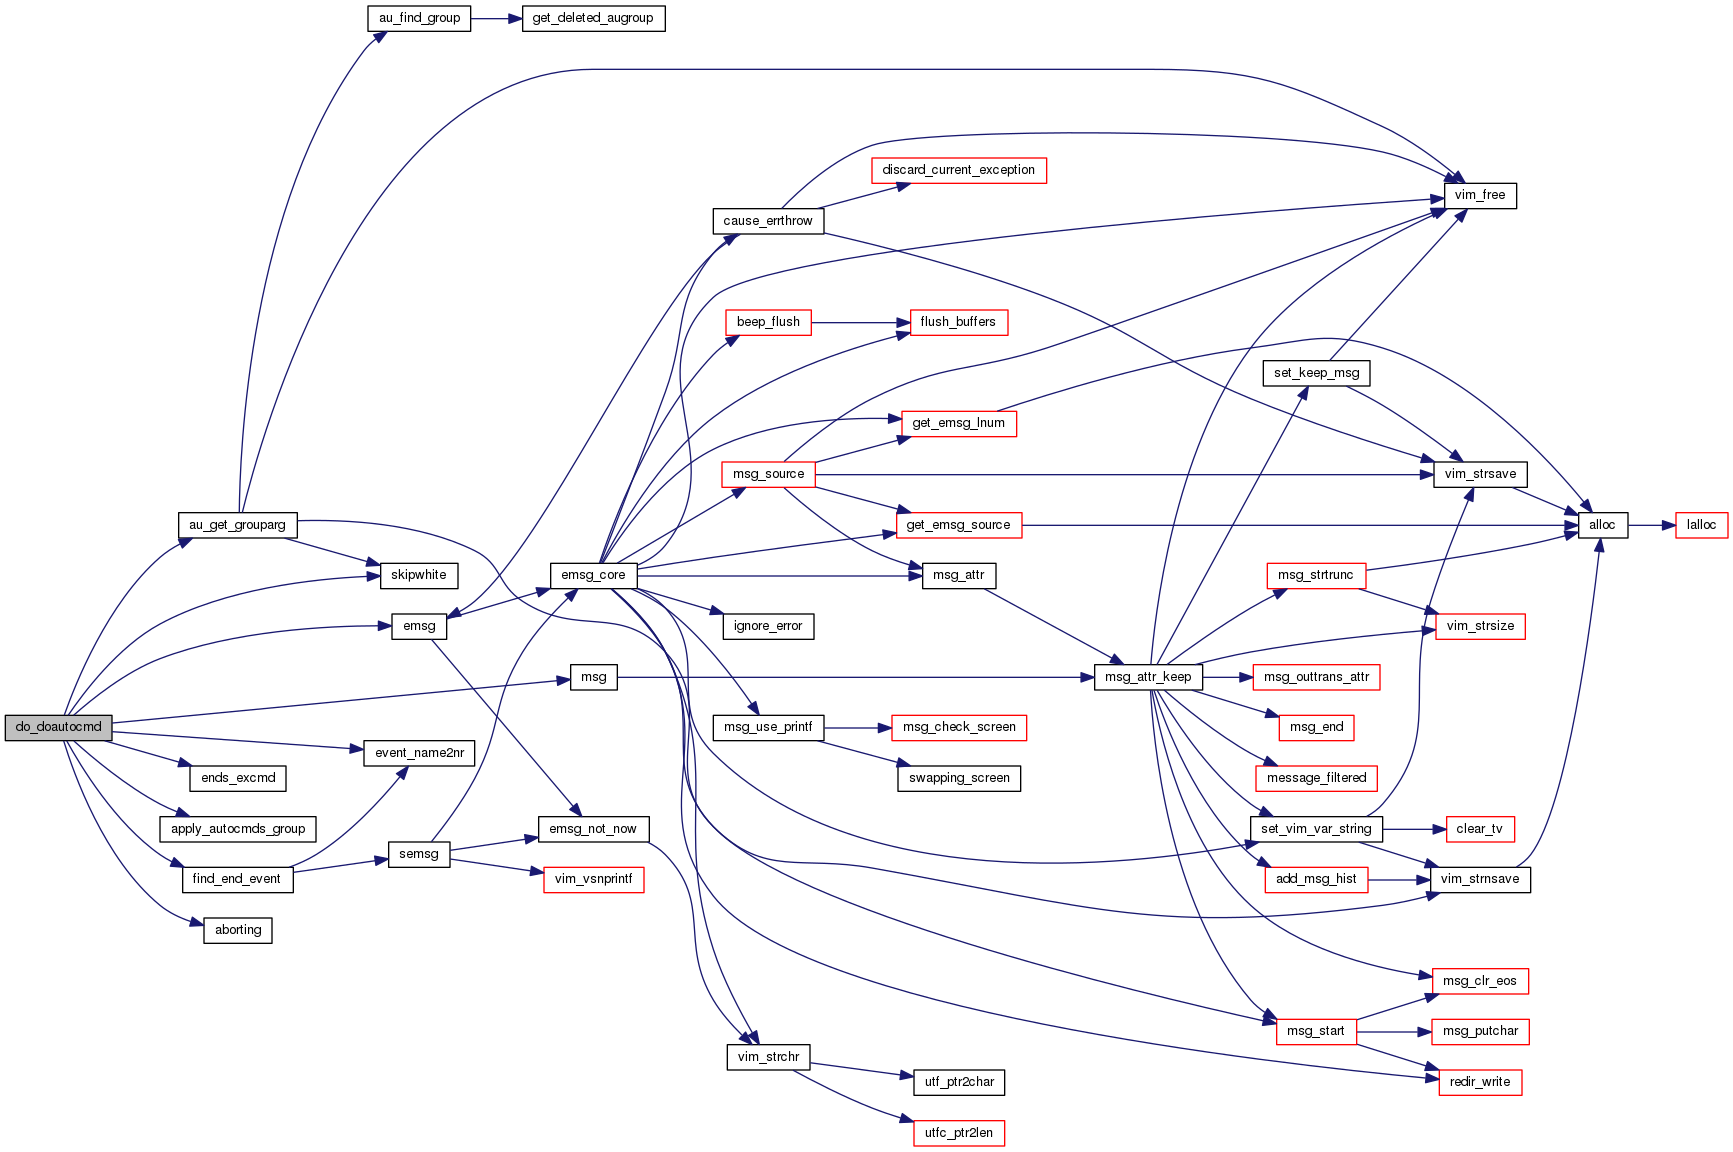 au_find_group
get_deleted_augroup
discard_current_exception
vim_free
cause_errthrow
beep_flush
flush_buffers
set_keep_msg
get_emsg_lnum
msg_source
vim_strsave
au_get_grouparg
get_emsg_source
alloc
lalloc
skipwhite
emsg_core
msg_attr
msg_strtrunc
emsg
ignore_error
vim_strsize
msg
msg_attr_keep
msg_outtrans_attr
do_doautocmd
msg_use_printf
msg_check_screen
msg_end
event_name2nr
ends_excmd
swapping_screen
message_filtered
apply_autocmds_group
emsg_not_now
set_vim_var_string
clear_tv
semsg
find_end_event
vim_vsnprintf
add_msg_hist
vim_strnsave
aborting
msg_clr_eos
msg_start
msg_putchar
vim_strchr
utf_ptr2char
redir_write
utfc_ptr2len